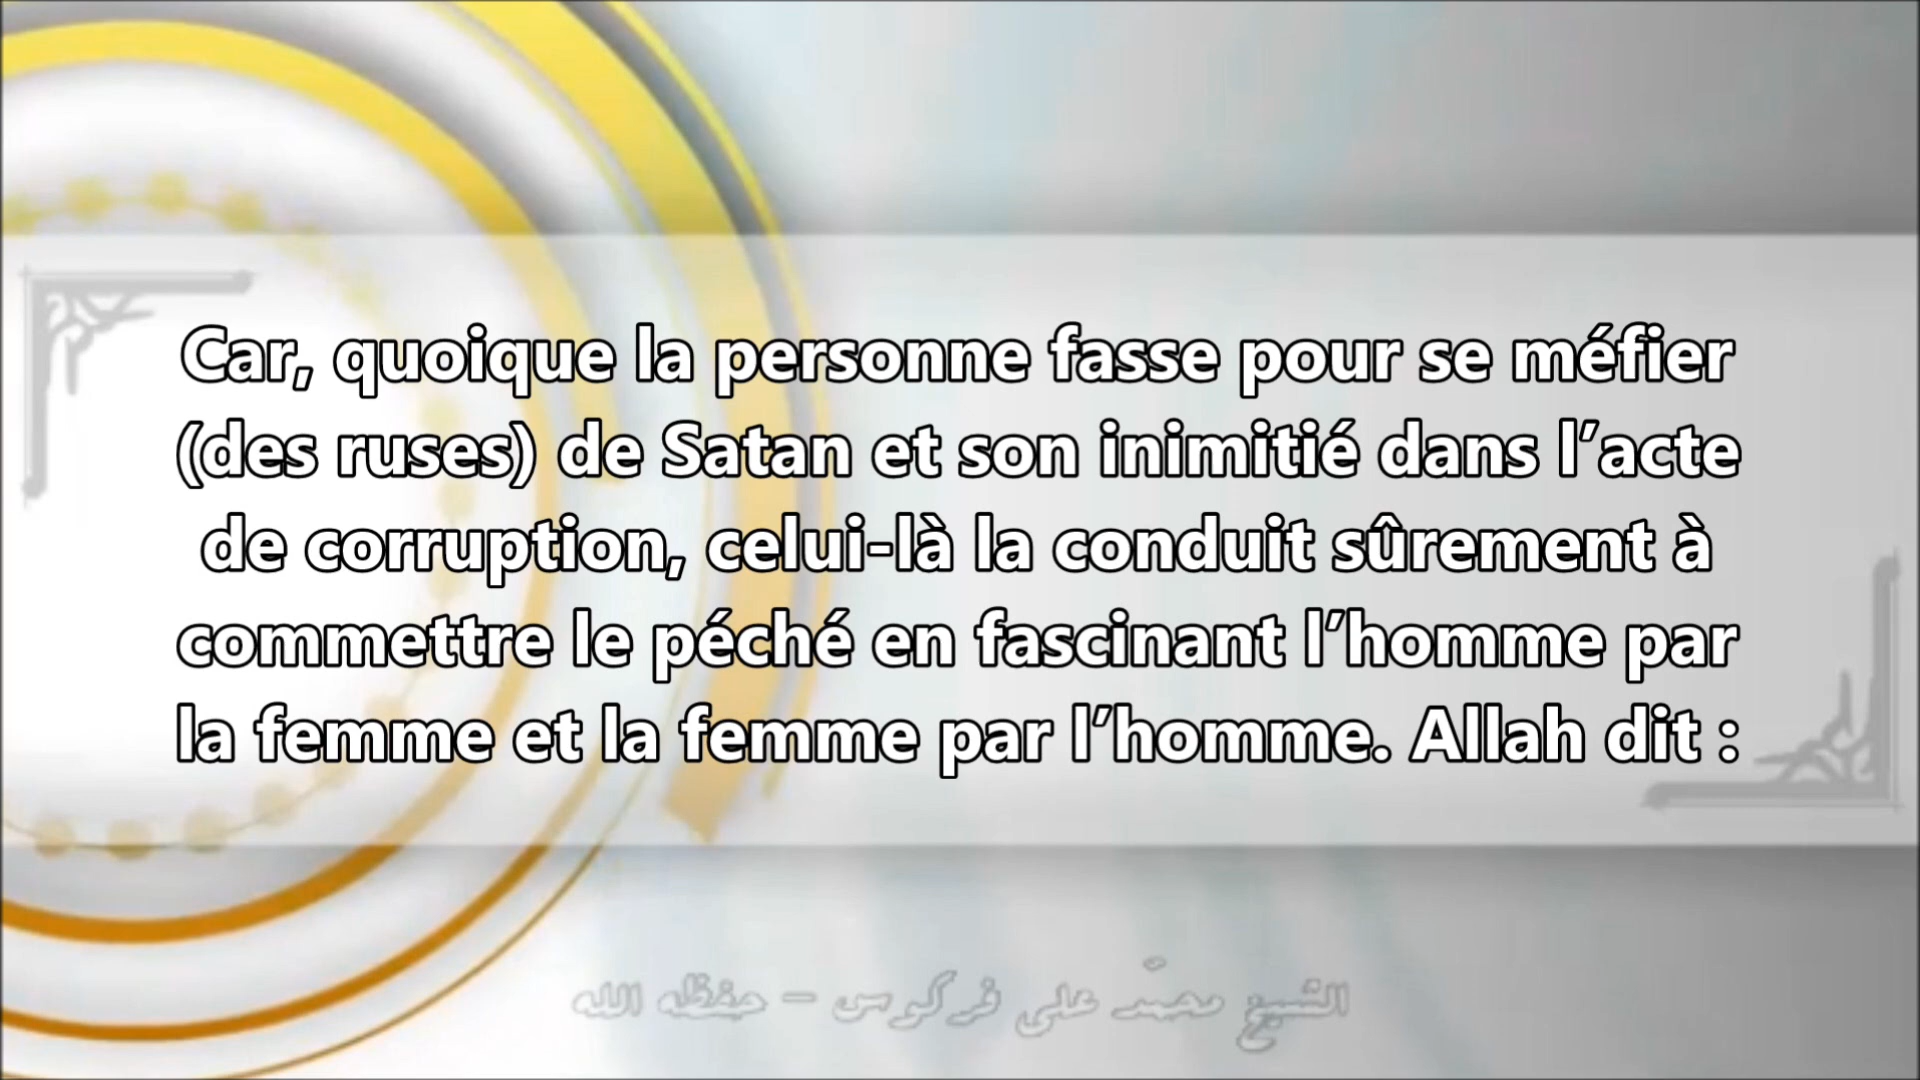 Car, quoique la personne fasse pour se méfier
(des ruses) de Satan et son inimitié dans l’acte
de corruption, celui-là la conduit sûrement à
commettre le péché en fascinant l’homme par
la femme et la femme par l’homme. Allah dit :
الشيخ محمّد علي فركوس – حفظه الله